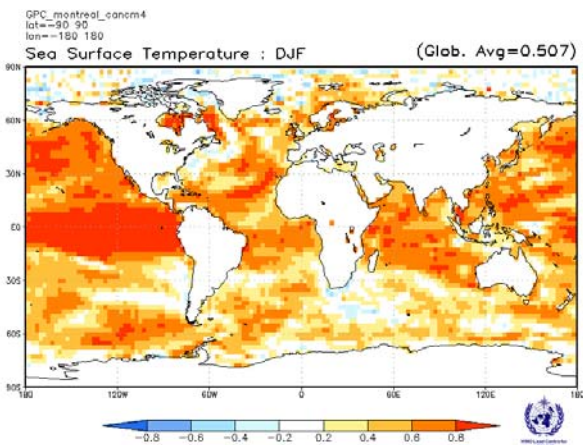 GPC_montreal_cancm4
lat=-90 90
lon=-180 180
Sea Surface Temperature : DJF (Glob. Avg=0.507)
90N
60N
30N
EQ
30S
60S
90S
180 120W 60W 0 60E 120E 180
-0.8 -0.6 -0.4 -0.2 0.2 0.4 0.6 0.8